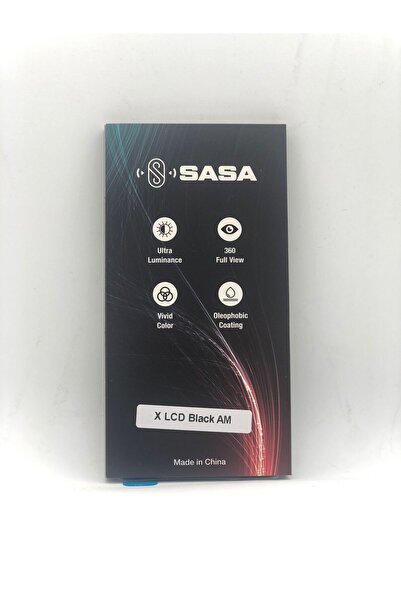 SASA
Ultra
Luminance
360
Full View
Vivid
Color
Oleophobic
Coating
X LCD Black AM
Made in China